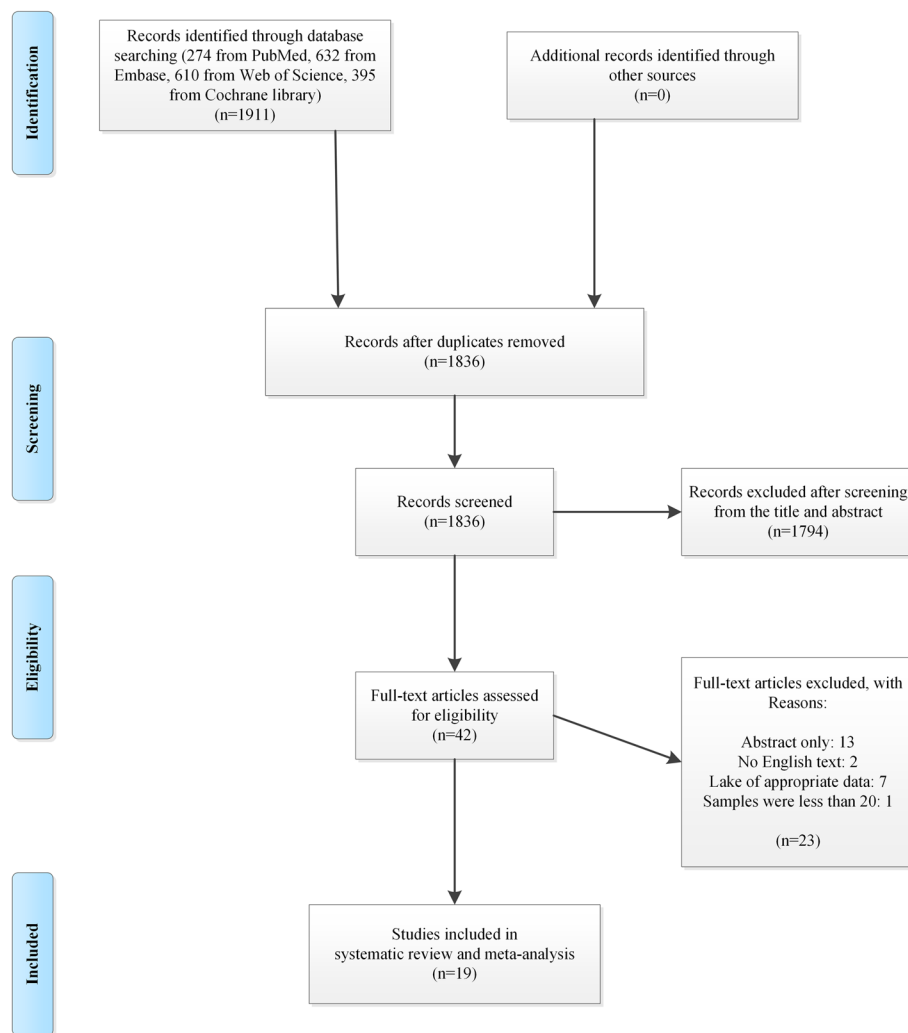 Identification
Records identified through database
searching (274 from PubMed, 632 from
Embase, 610 from Web of Science, 395
from Cochrane library)
(n=1911)
Additional records identified through
other sources
(n=0)
Screening
Records after duplicates removed
(n=1836)
Records screened
(n=1836)
Records excluded after screening
from the title and abstract
(n=1794)
Eligibility
Full-text articles assessed
for eligibility
(n=42)
Full-text articles excluded, with
Reasons:
Abstract only: 13
No English text: 2
Lake of appropriate data: 7
Samples were less than 20: 1
(n=23)
Included
Studies included in
systematic review and meta-analysis
(n=19)